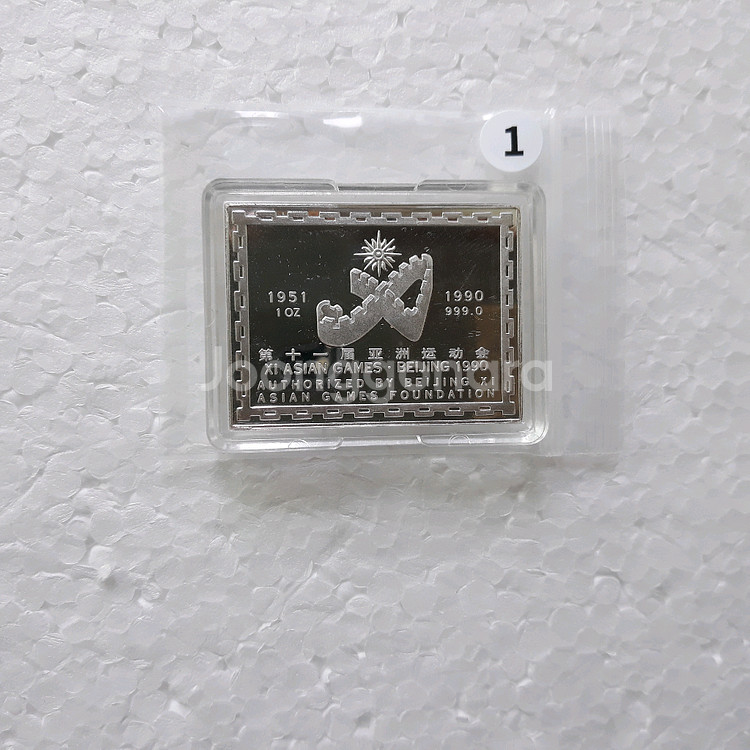 1
1951
1 OZ
1990
999.0
第十一届亚洲运动会
XI ASIAN GAMES BEIJING 1990
AUTHORIZED BY BEIJING XI
ASIAN GAMES FOUNDATION
Joonggonara